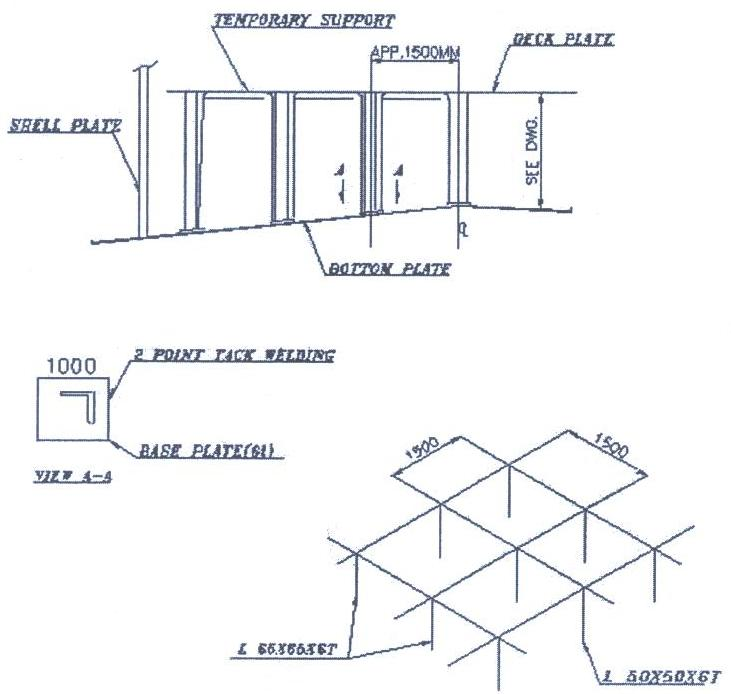 TEMPORARY SUPPORT
DECK PLATE
APP.1500MM
SHELL PLATE
SEE DWG.
A
A
BOTTOM PLATE
1000
2 POINT TACK WELDING
BASE PLATE(6t)
VIEW A-A
1500
1500
L 65X65X6T
L 50X50X6T